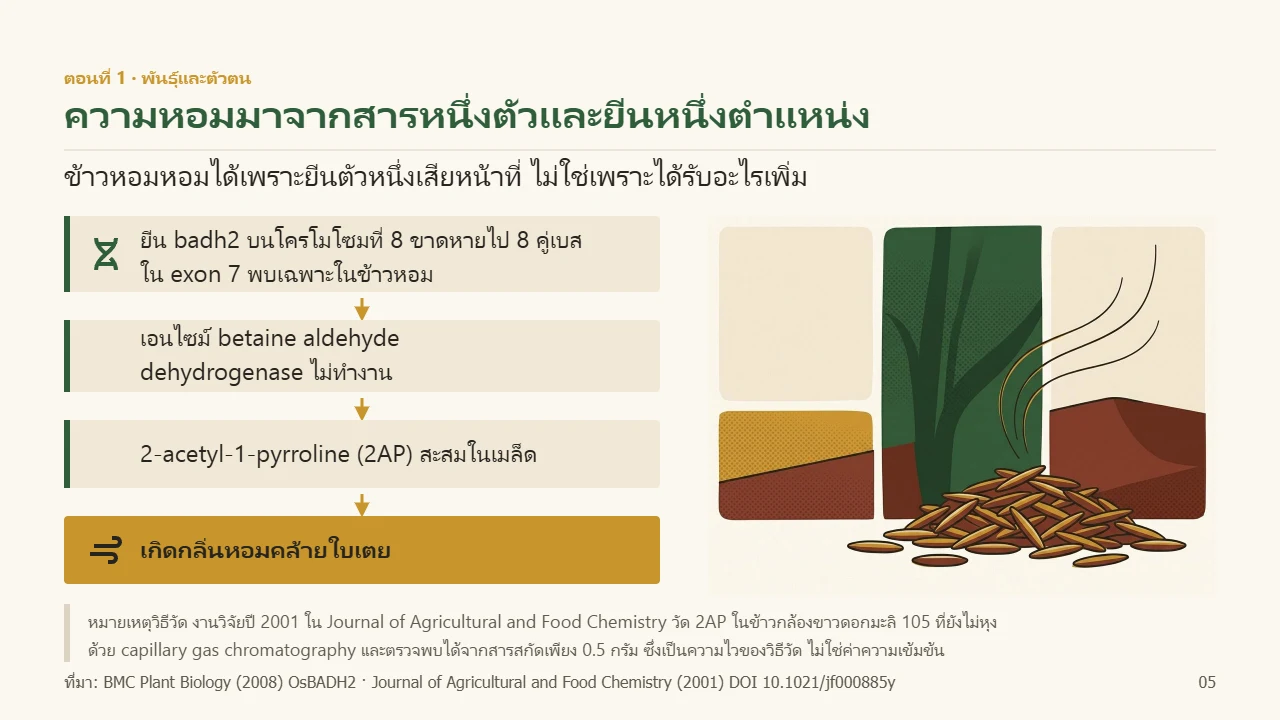 ตอนที่ 1 · พันธุ์และตัวตน
ความหอมมาจากสารหนึ่งตัวและยีนหนึ่งตำแหน่ง
ข้าวหอมหอมได้เพราะยีนตัวหนึ่งเสียหน้าที่ ไม่ใช่เพราะได้รับอะไรเพิ่ม
ยีน badh2 บนโครโมโซมที่ 8 ขาดหายไป 8 คู่เบส
ใน exon 7 พบเฉพาะในข้าวหอม
เอนไซม์ betaine aldehyde
dehydrogenase ไม่ทำงาน
2-acetyl-1-pyrroline (2AP) สะสมในเมล็ด
เกิดกลิ่นหอมคล้ายใบเตย
หมายเหตุวิธีวัด งานวิจัยปี 2001 ใน Journal of Agricultural and Food Chemistry วัด 2AP ในข้าวกล้องขาวดอกมะลิ 105 ที่ยังไม่หุง
ด้วย capillary gas chromatography และตรวจพบได้จากสารสกัดเพียง 0.5 กรัม ซึ่งเป็นความไวของวิธีวัด ไม่ใช่ค่าความเข้มข้น
ที่มา: BMC Plant Biology (2008) OsBADH2 · Journal of Agricultural and Food Chemistry (2001) DOI 10.1021/jf000885y
05